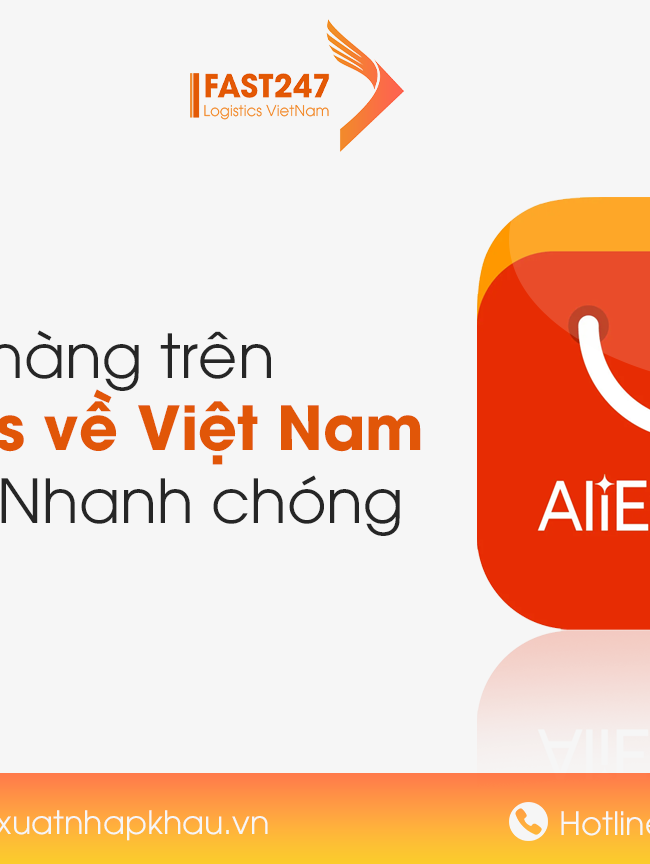 FAST247
Logistics VietNam
hàng trên
s về Việt Nam
Nhanh chóng
AliE
xuatnhapkhau.vn
Hotline